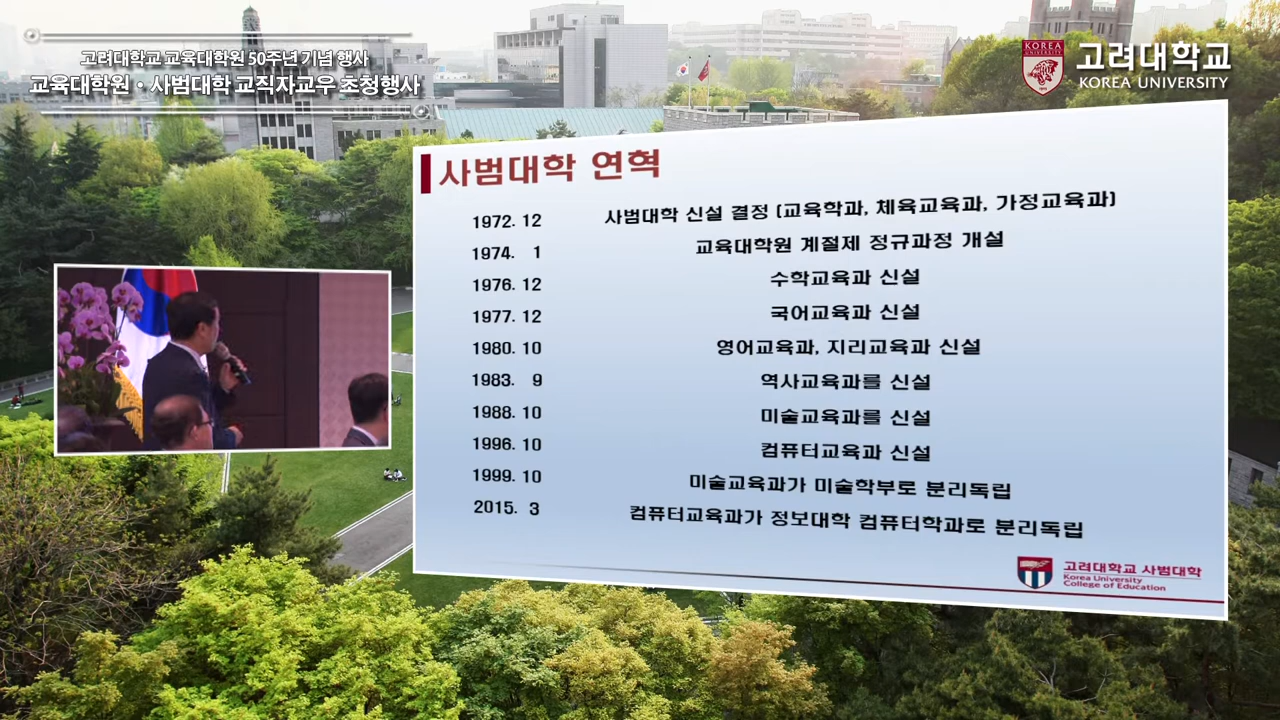 고려대학교 교육대학원 50주년 기념 행사
교육대학원 · 사범대학 교직자교우 초청행사
KOREA
고려대학교
KOREA UNIVERSITY
사범대학 연혁
1972. 12 사범대학 신설 결정 (교육학과, 체육교육과, 가정교육과)
1974. 1 교육대학원 계절제 정규과정 개설
1976. 12 수학교육과 신설
1977. 12 국어교육과 신설
1980. 10 영어교육과, 지리교육과 신설
1983. 9 역사교육과를 신설
1988. 10 미술교육과를 신설
1996. 10 컴퓨터교육과 신설
1999. 10 미술교육과가 미술학부로 분리독립
2015. 3 컴퓨터교육과가 정보대학 컴퓨터학과로 분리독립
고려대학교 사범대학
Korea University
College of Education